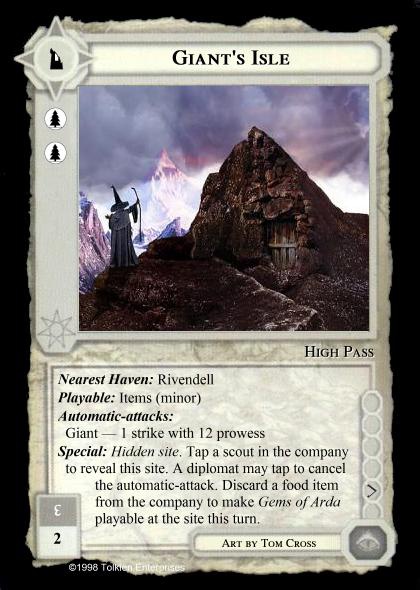 GIANT'S ISLE
HIGH PASS
Nearest Haven: Rivendell
Playable: Items (minor)
Automatic-attacks:
Giant — 1 strike with 12 prowess
Special: Hidden site. Tap a scout in the company
to reveal this site. A diplomat may tap to cancel
the automatic-attack. Discard a food item
from the company to make Gems of Arda
playable at the site this turn.
ε
2
ART BY TOM CROSS
©1998 Tolkien Enterprises